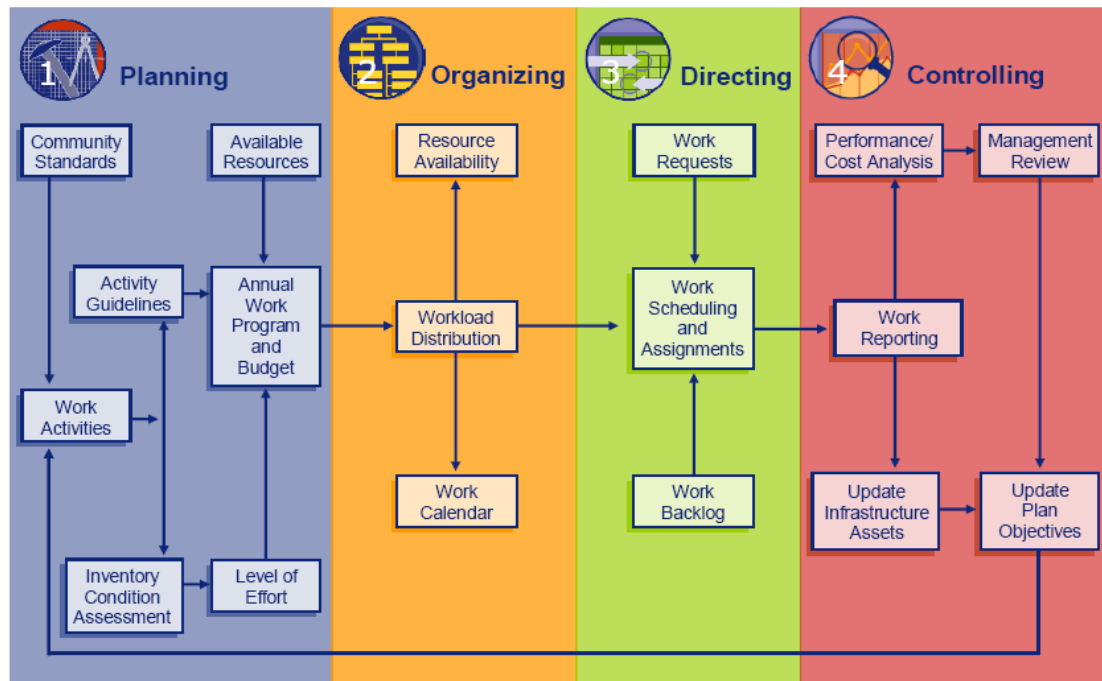 1
Planning
2
Organizing
3
Directing
4
Controlling
Community
Standards
Available
Resources
Activity
Guidelines
Annual
Work
Program
and
Budget
Work
Activities
Inventory
Condition
Assessment
Level of
Effort
Resource
Availability
Workload
Distribution
Work
Calendar
Work
Requests
Work
Scheduling
and
Assignments
Work
Backlog
Performance/
Cost Analysis
Management
Review
Work
Reporting
Update
Infrastructure
Assets
Update
Plan
Objectives